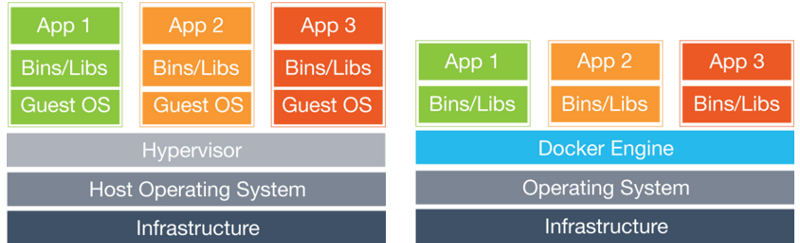 App 1
Bins/Libs
Guest OS
App 2
Bins/Libs
Guest OS
App 3
Bins/Libs
Guest OS
Hypervisor
Host Operating System
Infrastructure
App 1
Bins/Libs
App 2
Bins/Libs
App 3
Bins/Libs
Docker Engine
Operating System
Infrastructure